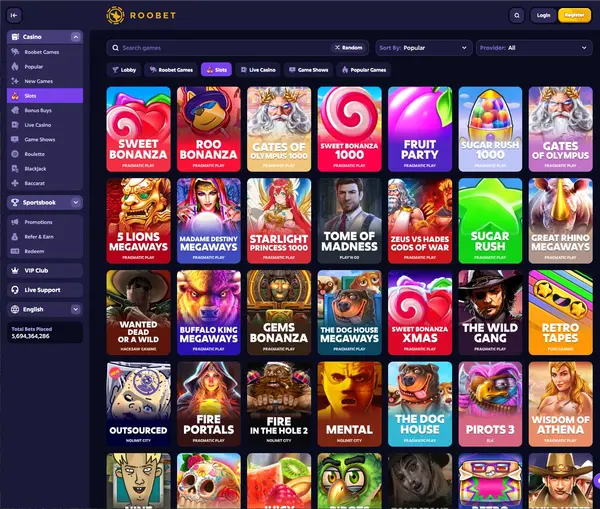 ROOBET
Login
Register
Casino
Roobet Games
Popular
New Games
Slots
Bonus Buys
Live Casino
Game Shows
Roulette
Blackjack
Baccarat
Sportsbook
Promotions
Refer & Earn
Redeem
VIP Club
Live Support
English
Total Bets Placed
5,694,364,286
Search games
Random
Sort By: Popular
Provider: All
Lobby
Roobet Games
Slots
Live Casino
Game Shows
Popular Games
SWEET
BONANZA
PRAGMATIC PLAY
ROO
BONANZA
PRAGMATIC PLAY
GATES OF
OLYMPUS 1000
PRAGMATIC PLAY
SWEET BONANZA
1000
PRAGMATIC PLAY
FRUIT
PARTY
PRAGMATIC PLAY
SUGAR RUSH
1000
PRAGMATIC PLAY
GATES
OF OLYMPUS
PRAGMATIC PLAY
5 LIONS
MEGAWAYS
PRAGMATIC PLAY
MADAME DESTINY
MEGAWAYS
PRAGMATIC PLAY
STARLIGHT
PRINCESS 1000
PRAGMATIC PLAY
TOME OF
MADNESS
PLAY'N GO
ZEUS VS HADES
GODS OF WAR
PRAGMATIC PLAY
SUGAR
RUSH
PRAGMATIC PLAY
GREAT RHINO
MEGAWAYS
PRAGMATIC PLAY
WANTED
DEAD
OR A WILD
HACKSAW GAMING
BUFFALO KING
MEGAWAYS
PRAGMATIC PLAY
GEMS
BONANZA
PRAGMATIC PLAY
THE DOG HOUSE
MEGAWAYS
PRAGMATIC PLAY
SWEET BONANZA
XMAS
PRAGMATIC PLAY
THE WILD
GANG
PRAGMATIC PLAY
RETRO
TAPES
PUSH GAMING
OUTSOURCED
NOLIMIT CITY
FIRE
PORTALS
PRAGMATIC PLAY
FIRE
IN THE HOLE 2
NOLIMIT CITY
MENTAL
NOLIMIT CITY
THE DOG
HOUSE
PRAGMATIC PLAY
PIROTS 3
ELK
WISDOM OF
ATHENA
PRAGMATIC PLAY